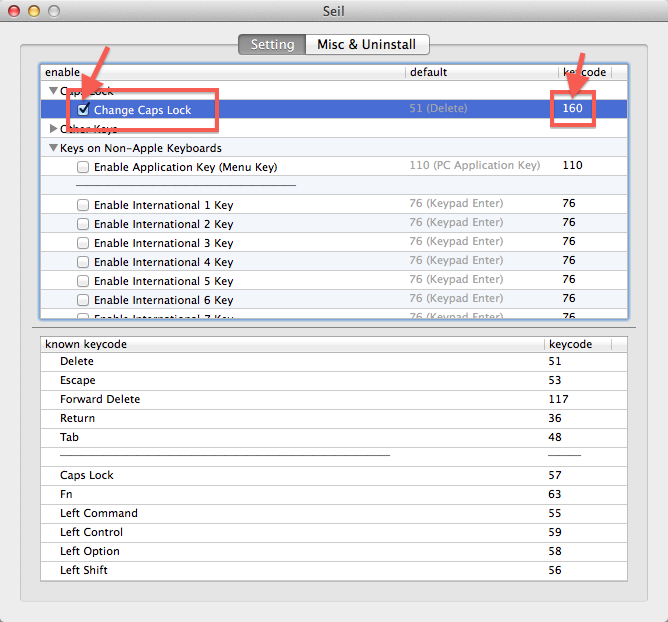 Seil
Setting Misc & Uninstall
enable default keycode
Caps Lock
Change Caps Lock 51 (Delete) 160
Other Keys
Keys on Non-Apple Keyboards
Enable Application Key (Menu Key) 110 (PC Application Key) 110
Enable International 1 Key 76 (Keypad Enter) 76
Enable International 2 Key 76 (Keypad Enter) 76
Enable International 3 Key 76 (Keypad Enter) 76
Enable International 4 Key 76 (Keypad Enter) 76
Enable International 5 Key 76 (Keypad Enter) 76
Enable International 6 Key 76 (Keypad Enter) 76
Enable International 7 Key 76 (Keypad Enter) 76
known keycode keycode
Delete 51
Escape 53
Forward Delete 117
Return 36
Tab 48
Caps Lock 57
Fn 63
Left Command 55
Left Control 59
Left Option 58
Left Shift 56